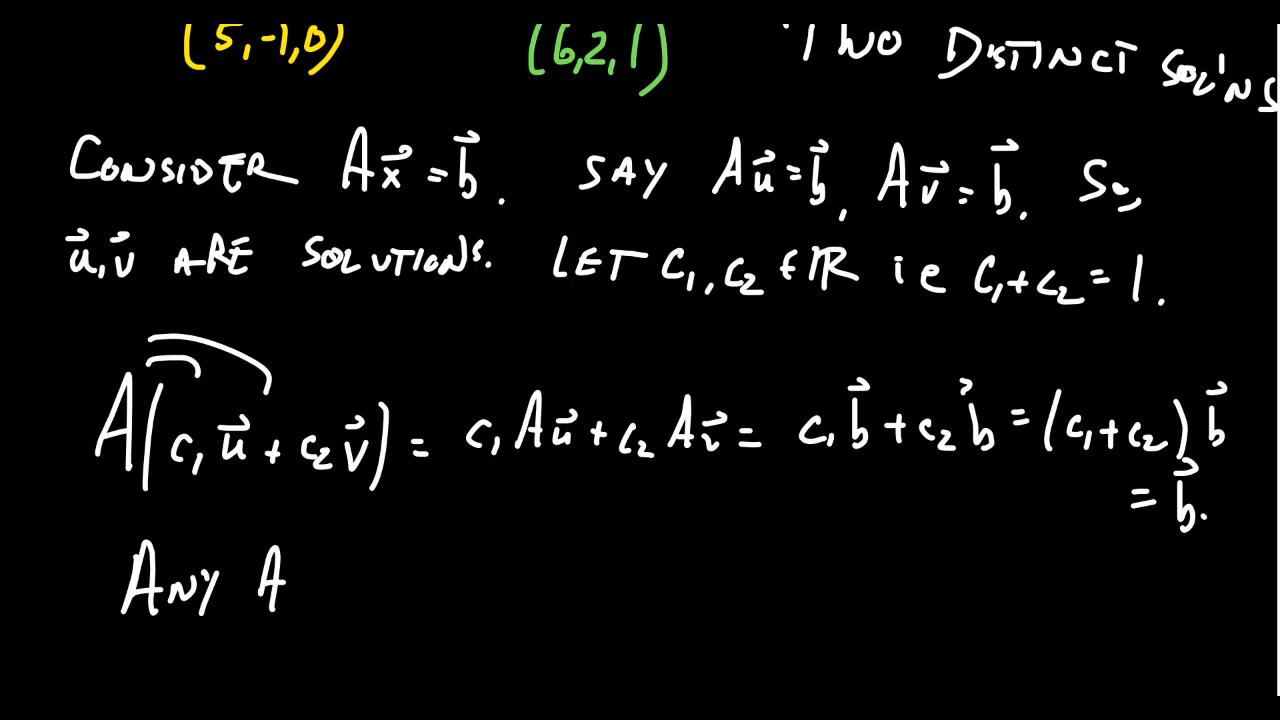 (5,-1,0) (6,2,1) TWO DISTINCT SOL'NS
CONSIDER Ax⃗ = b⃗. SAY Au⃗ = b⃗, Av⃗ = b⃗. SO,
u⃗, v⃗ ARE SOLUTIONS. LET C₁, C₂ ∈ ℝ ie C₁+C₂ = 1.
A(c₁u⃗ + c₂v⃗) = c₁Au⃗ + c₂Av⃗ = c₁b⃗ + c₂b⃗ = (c₁+c₂)b⃗
= b⃗.
ANY A